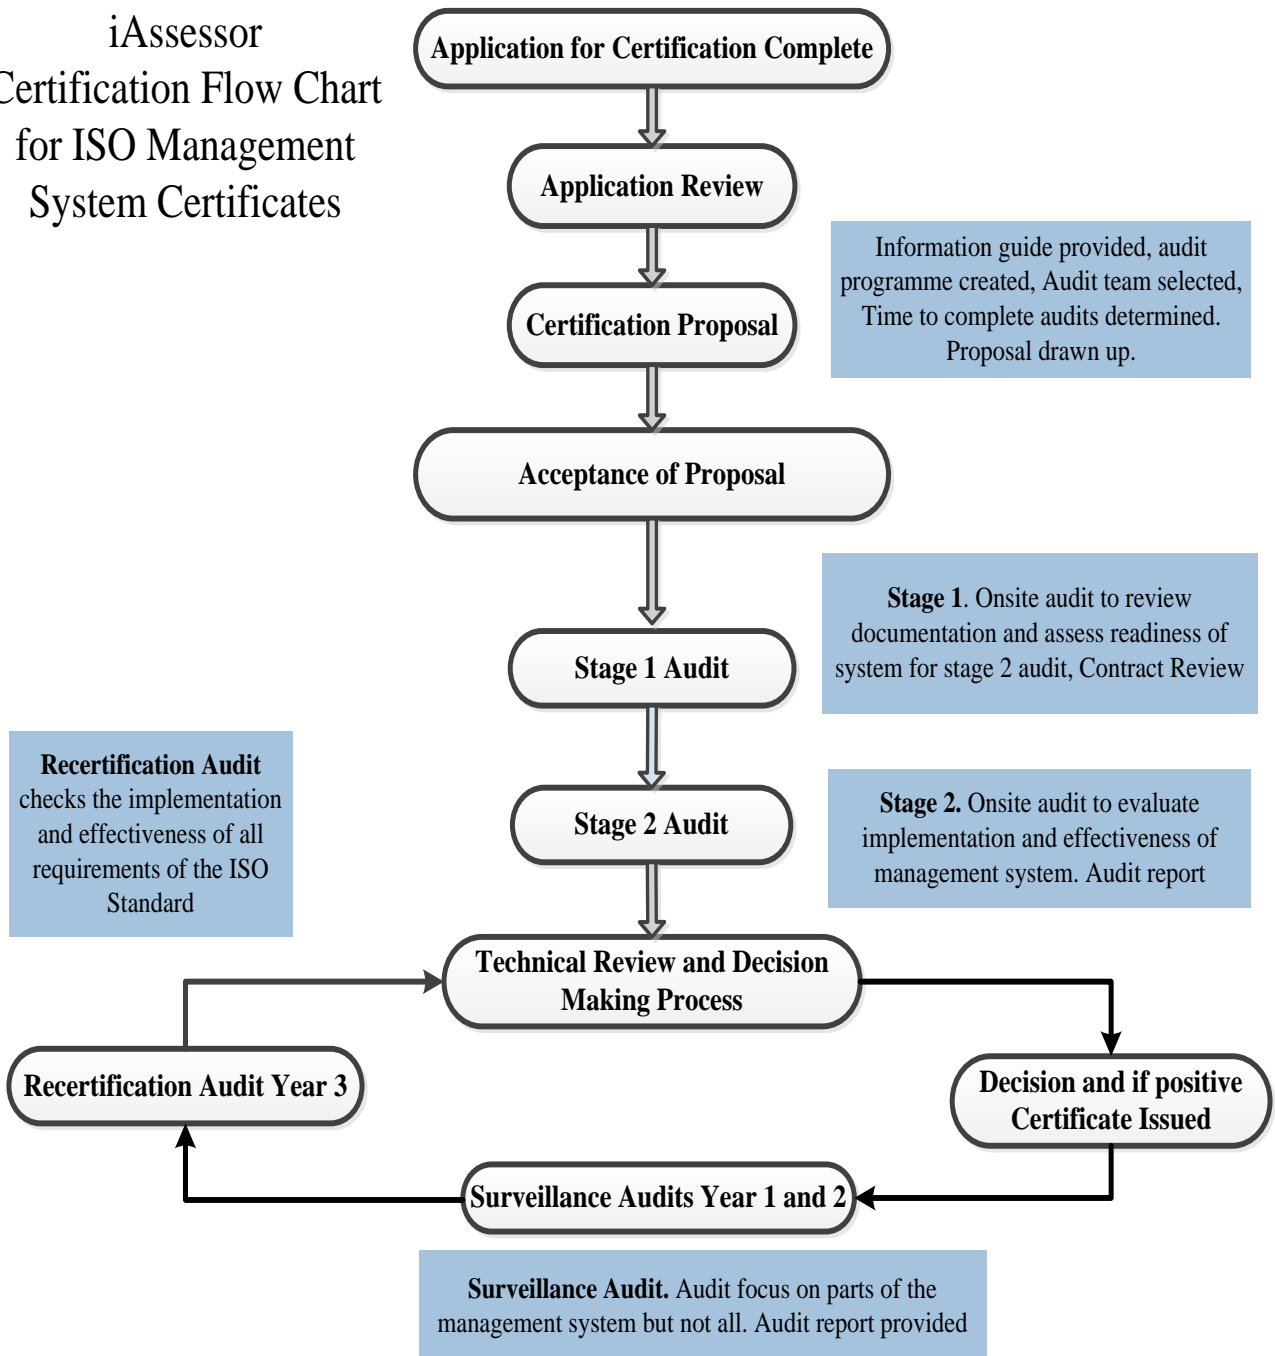 iAssessor
Certification Flow Chart
for ISO Management
System Certificates
Application for Certification Complete
Application Review
Certification Proposal
Information guide provided, audit
programme created, Audit team selected,
Time to complete audits determined.
Proposal drawn up.
Acceptance of Proposal
Stage 1. Onsite audit to review
documentation and assess readiness of
system for stage 2 audit, Contract Review
Stage 1 Audit
Recertification Audit
checks the implementation
and effectiveness of all
requirements of the ISO
Standard
Stage 2 Audit
Stage 2. Onsite audit to evaluate
implementation and effectiveness of
management system. Audit report
Technical Review and Decision
Making Process
Recertification Audit Year 3
Decision and if positive
Certificate Issued
Surveillance Audits Year 1 and 2
Surveillance Audit. Audit focus on parts of the
management system but not all. Audit report provided